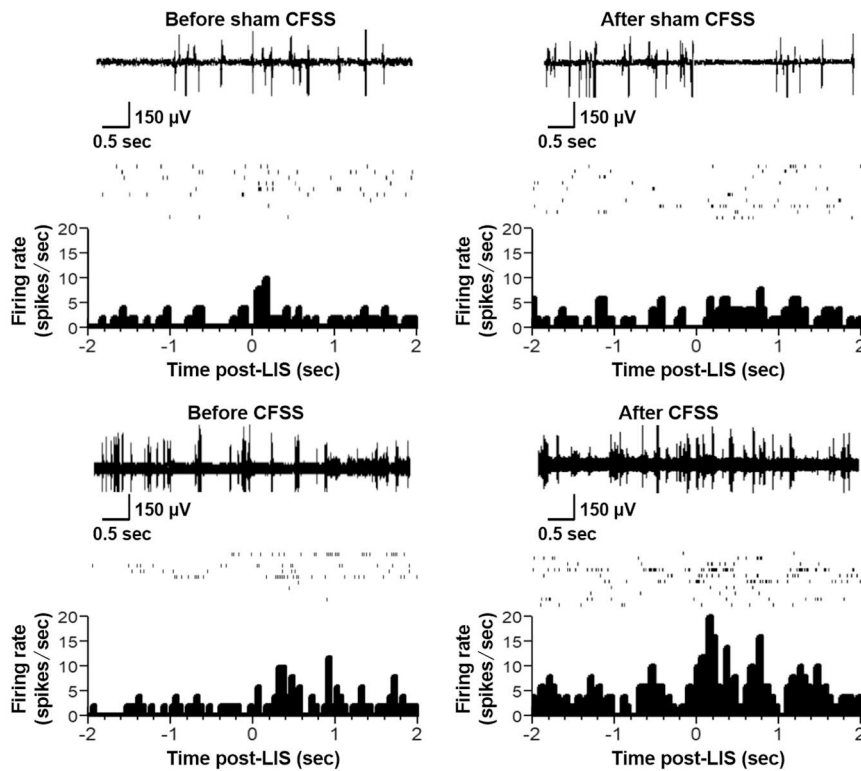 Before sham CFSS
After sham CFSS
150 µV
0.5 sec
150 µV
0.5 sec
Firing rate
(spikes/sec)
20
15
10
5
0
-2
-1
0
1
2
Time post-LIS (sec)
Firing rate
(spikes/sec)
20
15
10
5
0
-2
-1
0
1
2
Time post-LIS (sec)
Before CFSS
After CFSS
150 µV
0.5 sec
150 µV
0.5 sec
Firing rate
(spikes/sec)
20
15
10
5
0
-2
-1
0
1
2
Time post-LIS (sec)
Firing rate
(spikes/sec)
20
15
10
5
0
-2
-1
0
1
2
Time post-LIS (sec)